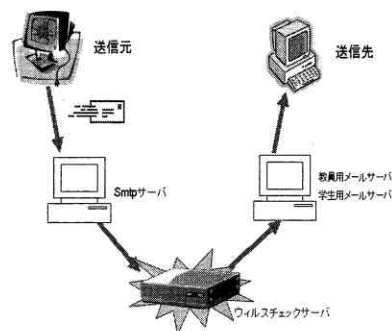 送信元
送信先
Smtpサーバ
教員用メールサーバ
学生用メールサーバ
ウィルスチェックサーバ